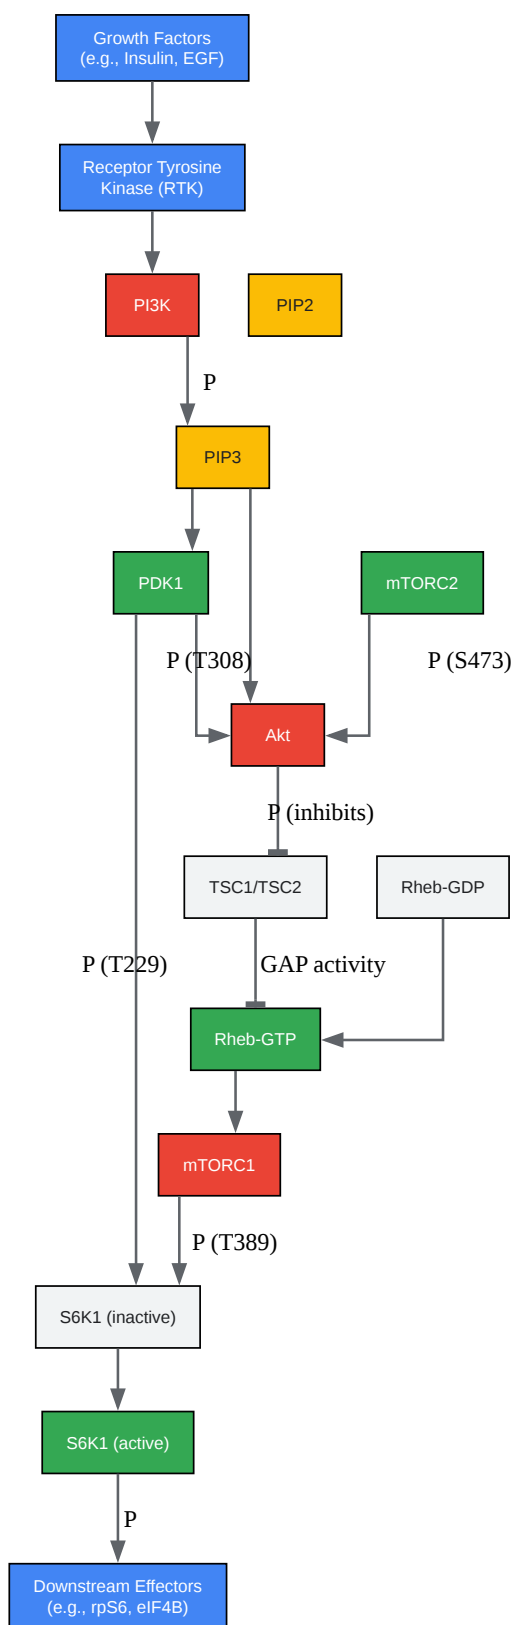 Growth Factors
(e.g., Insulin, EGF)
Receptor Tyrosine
Kinase (RTK)
PI3K
PIP2
P
PIP3
PDK1
mTORC2
P (T308)
P (S473)
Akt
P (inhibits)
TSC1/TSC2
Rheb-GDP
P (T229)
GAP activity
Rheb-GTP
mTORC1
P (T389)
S6K1 (inactive)
S6K1 (active)
P
Downstream Effectors
(e.g., rpS6, eIF4B)